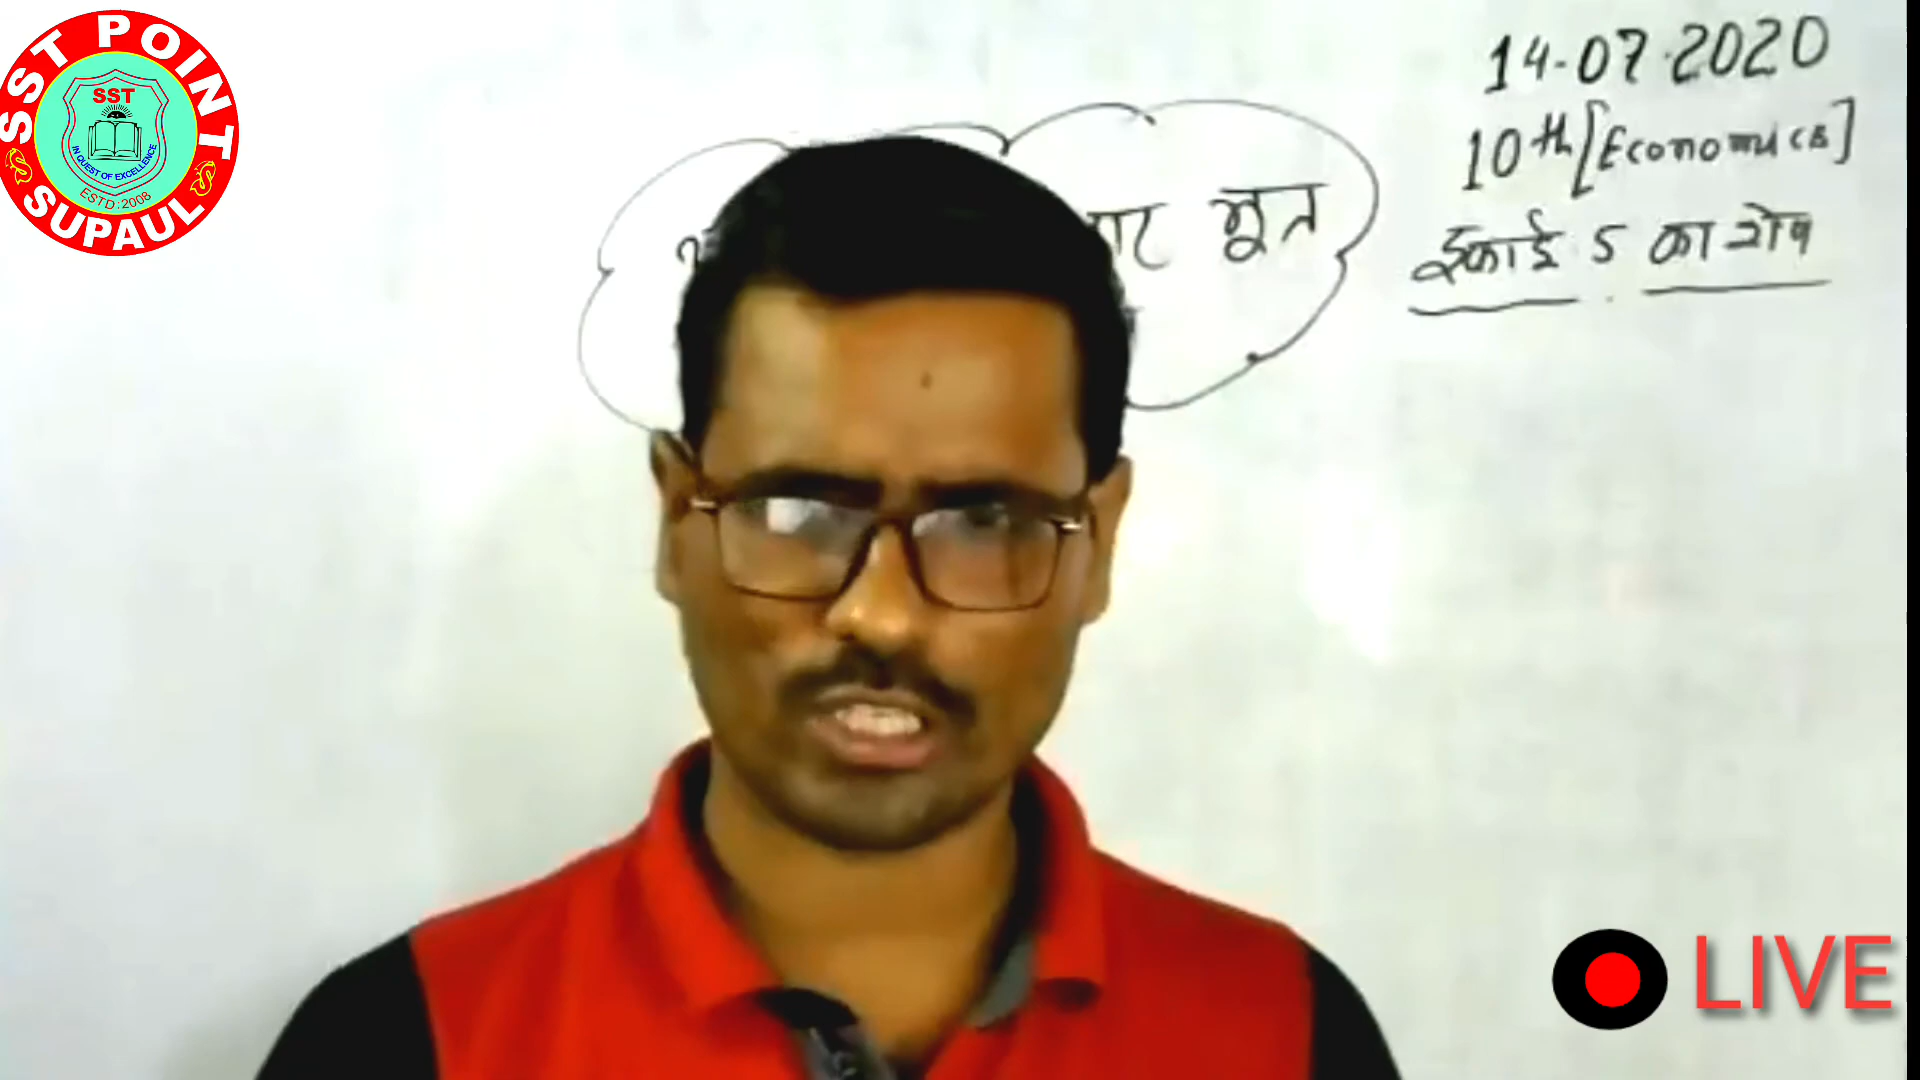 SST POINT
SST
IN QUEST OF EXCELLENCE
ESTD:2008
SUPAUL
14-07-2020
10th [Economics]
इकाई 5 का शेष
भूत
LIVE